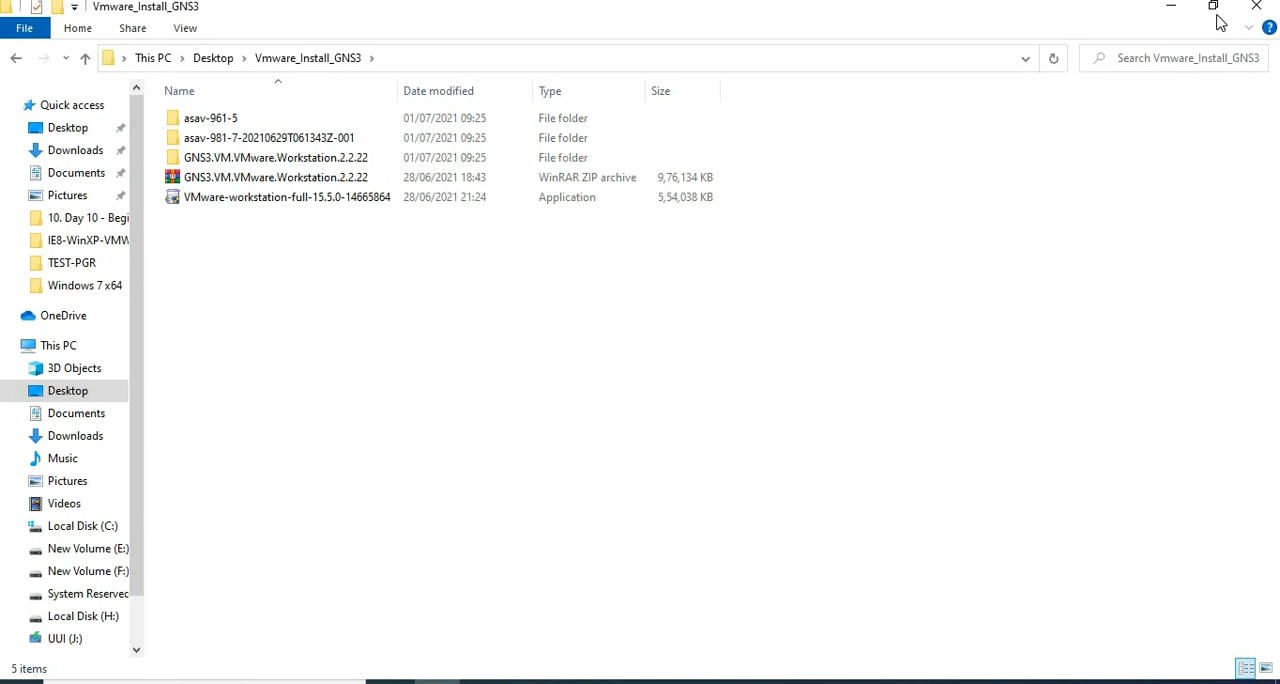 Vmware_Install_GNS3
File Home Share View
This PC Desktop Vmware_Install_GNS3 Search Vmware_Install_GNS3
Name Date modified Type Size
asav-961-5 01/07/2021 09:25 File folder
asav-981-7-20210629T061343Z-001 01/07/2021 09:25 File folder
GNS3.VM.VMware.Workstation.2.2.22 01/07/2021 09:25 File folder
GNS3.VM.VMware.Workstation.2.2.22 28/06/2021 18:43 WinRAR ZIP archive 9,76,134 KB
VMware-workstation-full-15.5.0-14665864 28/06/2021 21:24 Application 5,54,038 KB
Quick access
Desktop
Downloads
Documents
Pictures
10. Day 10 - Begi
IE8-WinXP-VMW
TEST-PGR
Windows 7 x64
OneDrive
This PC
3D Objects
Desktop
Documents
Downloads
Music
Pictures
Videos
Local Disk (C:)
New Volume (E:)
New Volume (F:)
System Reserved
Local Disk (H:)
UUI (J:)
5 items